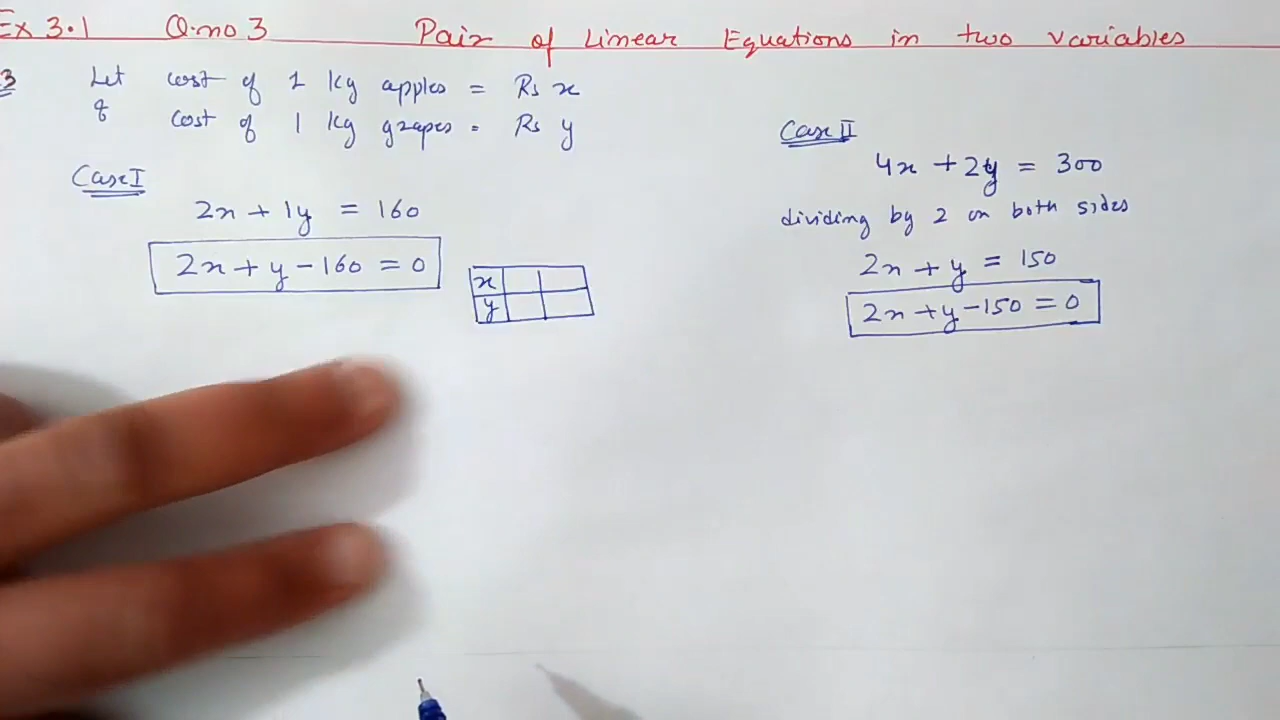 Ex 3.1 Q.no 3 Pair of Linear Equations in two variables
3 Let cost of 1 kg apples = Rs x
& cost of 1 kg grapes = Rs y
Case I
2x + 1y = 160
2x + y - 160 = 0
x
y
Case II
4x + 2y = 300
dividing by 2 on both sides
2x + y = 150
2x + y - 150 = 0